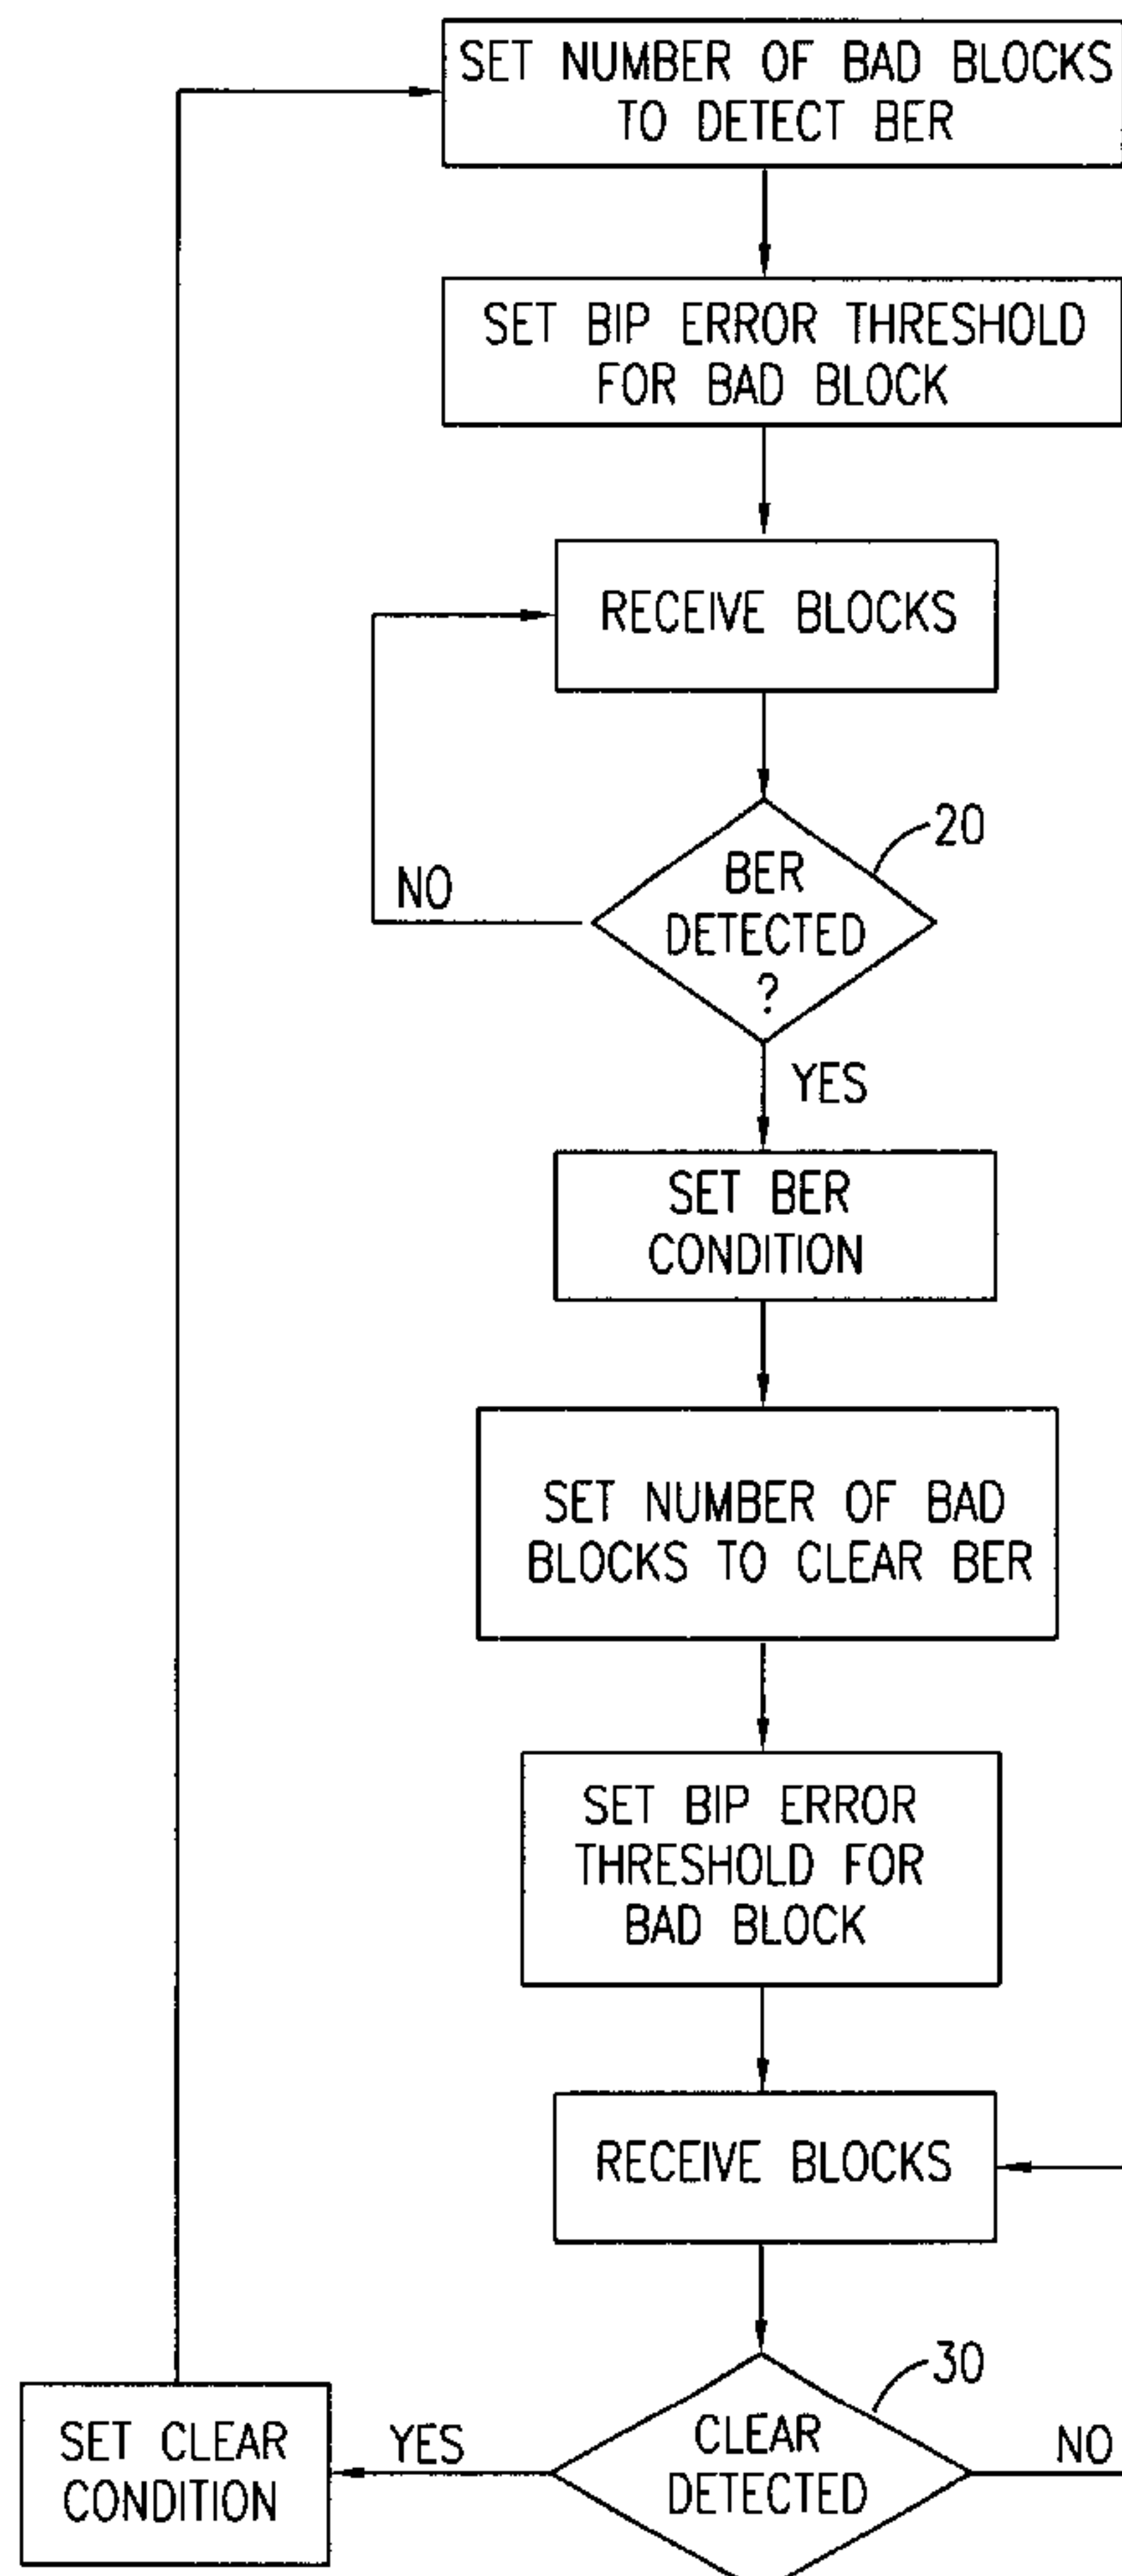 SET NUMBER OF BAD BLOCKS
TO DETECT BER
SET BIP ERROR THRESHOLD
FOR BAD BLOCK
RECEIVE BLOCKS
20
BER
DETECTED
?
NO
YES
SET BER
CONDITION
SET NUMBER OF BAD
BLOCKS TO CLEAR BER
SET BIP ERROR
THRESHOLD FOR
BAD BLOCK
RECEIVE BLOCKS
30
CLEAR
DETECTED
YES
NO
SET CLEAR
CONDITION